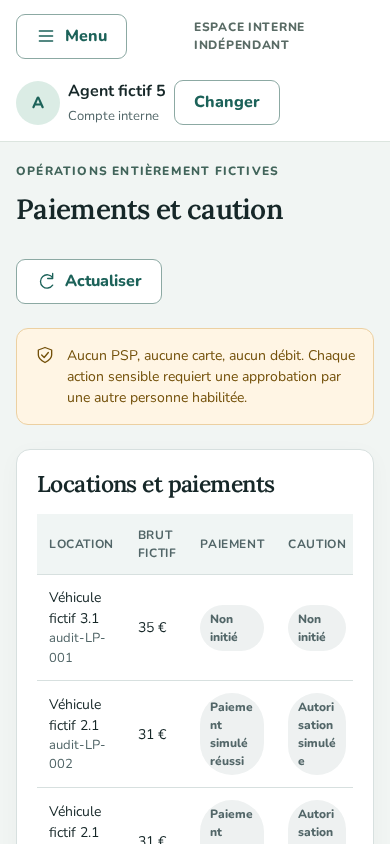 Menu
ESPACE INTERNE
INDÉPENDANT
A
Agent fictif 5
Compte interne
Changer
OPÉRATIONS ENTIÈREMENT FICTIVES
Paiements et caution
Actualiser
Aucun PSP, aucune carte, aucun débit. Chaque
action sensible requiert une approbation par
une autre personne habilitée.
Locations et paiements
LOCATION
BRUT
FICTIF
PAIEMENT
CAUTION
Véhicule
fictif 3.1
audit-LP-
001
35 €
Non
initié
Non
initié
Véhicule
fictif 2.1
audit-LP-
002
31 €
Paieme
nt
simulé
réussi
Autori
sation
simulé
e
Véhicule
fictif 2.1
31 €
Paieme
nt
Autori
sation